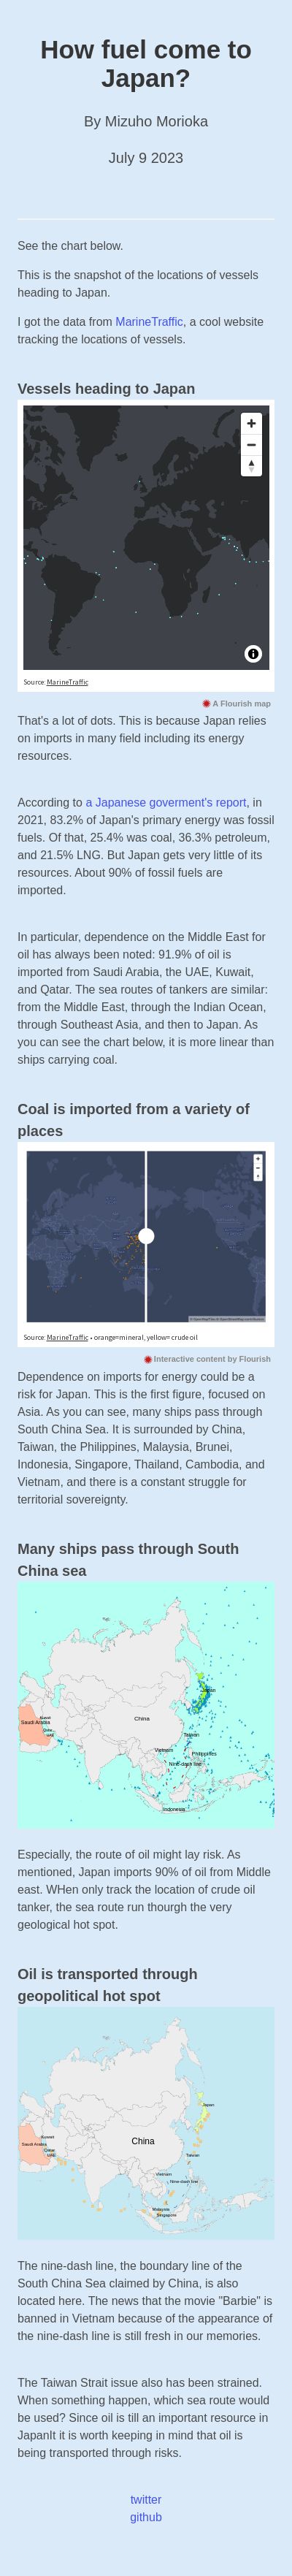 How fuel come to
Japan?
By Mizuho Morioka
July 9 2023
See the chart below.
This is the snapshot of the locations of vessels
heading to Japan.
I got the data from MarineTraffic, a cool website
tracking the locations of vessels.
Vessels heading to Japan
Source: MarineTraffic
A Flourish map
That's a lot of dots. This is because Japan relies
on imports in many field including its energy
resources.
According to a Japanese goverment's report, in
2021, 83.2% of Japan's primary energy was fossil
fuels. Of that, 25.4% was coal, 36.3% petroleum,
and 21.5% LNG. But Japan gets very little of its
resources. About 90% of fossil fuels are
imported.
In particular, dependence on the Middle East for
oil has always been noted: 91.9% of oil is
imported from Saudi Arabia, the UAE, Kuwait,
and Qatar. The sea routes of tankers are similar:
from the Middle East, through the Indian Ocean,
through Southeast Asia, and then to Japan. As
you can see the chart below, it is more linear than
ships carrying coal.
Coal is imported from a variety of
places
Source: MarineTraffic • orange=mineral, yellow= crude oil
Interactive content by Flourish
Dependence on imports for energy could be a
risk for Japan. This is the first figure, focused on
Asia. As you can see, many ships pass through
South China Sea. It is surrounded by China,
Taiwan, the Philippines, Malaysia, Brunei,
Indonesia, Singapore, Thailand, Cambodia, and
Vietnam, and there is a constant struggle for
territorial sovereignty.
Many ships pass through South
China sea
Japan
Kuwait
Saudi Arabia
Qatar
UAE
China
Taiwan
Vietnam
Philippines
Nine-dash line
Indonesia
Especially, the route of oil might lay risk. As
mentioned, Japan imports 90% of oil from Middle
east. WHen only track the location of crude oil
tanker, the sea route run thourgh the very
geological hot spot.
Oil is transported through
geopolitical hot spot
Japan
Kuwait
China
Saudi Arabia
Qatar
UAE
Taiwan
Vietnam
Nine-dash line
Malaysia
Singapore
The nine-dash line, the boundary line of the
South China Sea claimed by China, is also
located here. The news that the movie "Barbie" is
banned in Vietnam because of the appearance of
the nine-dash line is still fresh in our memories.
The Taiwan Strait issue also has been strained.
When something happen, which sea route would
be used? Since oil is till an important resource in
JapanIt it is worth keeping in mind that oil is
being transported through risks.
twitter
github